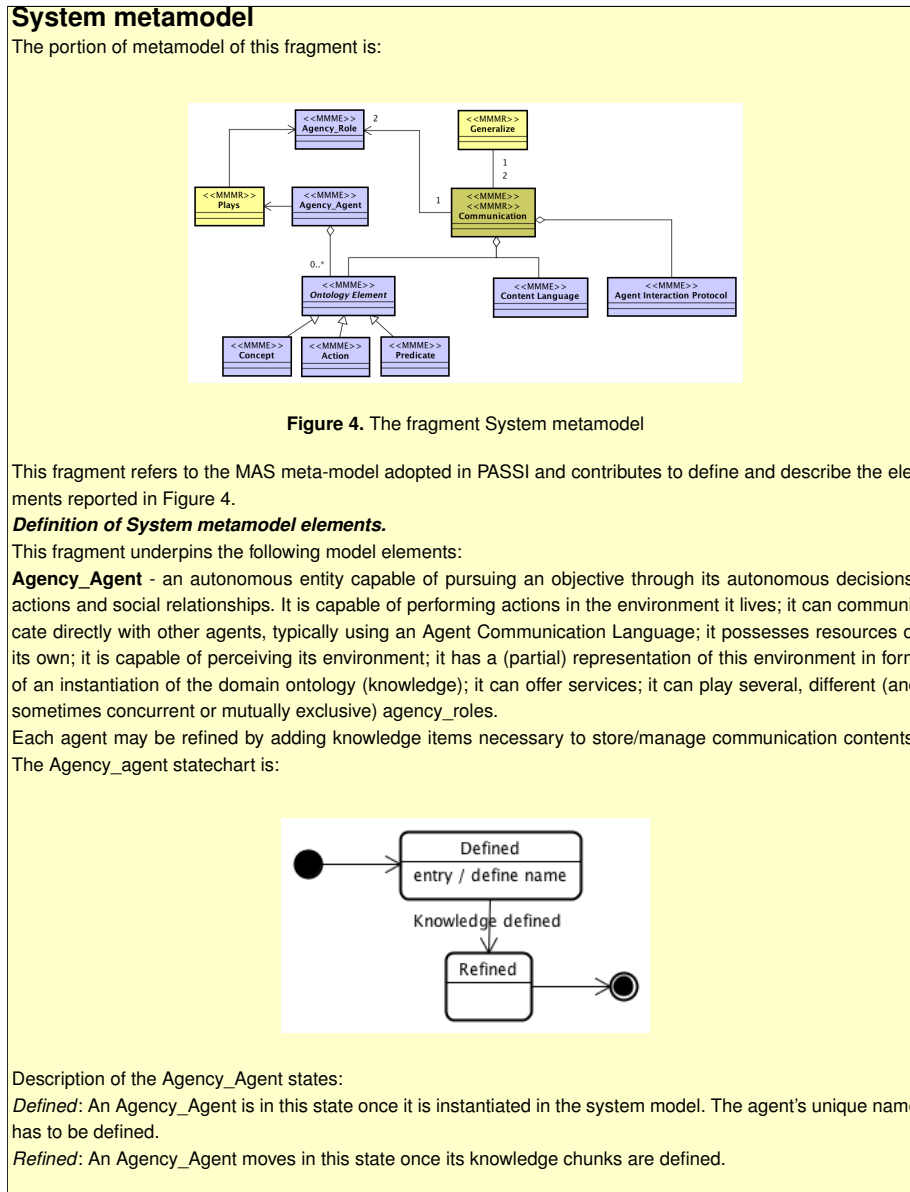 System metamodel
The portion of metamodel of this fragment is:
<<MMME>>
Agency_Role
2
<<MMMR>>
Generalize
1
2
<<MMMR>>
Plays
<<MMME>>
Agency_Agent
1
<<MMME>>
<<MMMR>>
Communication
0..*
<<MMME>>
Ontology Element
<<MMME>>
Content Language
<<MMME>>
Agent Interaction Protocol
<<MMME>>
Concept
<<MMME>>
Action
<<MMME>>
Predicate
Figure 4. The fragment System metamodel
This fragment refers to the MAS meta-model adopted in PASSI and contributes to define and describe the ele
ments reported in Figure 4.
Definition of System metamodel elements.
This fragment underpins the following model elements:
Agency_Agent - an autonomous entity capable of pursuing an objective through its autonomous decisions
actions and social relationships. It is capable of performing actions in the environment it lives; it can communi
cate directly with other agents, typically using an Agent Communication Language; it possesses resources o
its own; it is capable of perceiving its environment; it has a (partial) representation of this environment in form
of an instantiation of the domain ontology (knowledge); it can offer services; it can play several, different (and
sometimes concurrent or mutually exclusive) agency_roles.
Each agent may be refined by adding knowledge items necessary to store/manage communication contents
The Agency_agent statechart is:
Defined
entry / define name
Knowledge defined
Refined
Description of the Agency_Agent states:
Defined: An Agency_Agent is in this state once it is instantiated in the system model. The agent's unique name
has to be defined.
Refined: An Agency_Agent moves in this state once its knowledge chunks are defined.